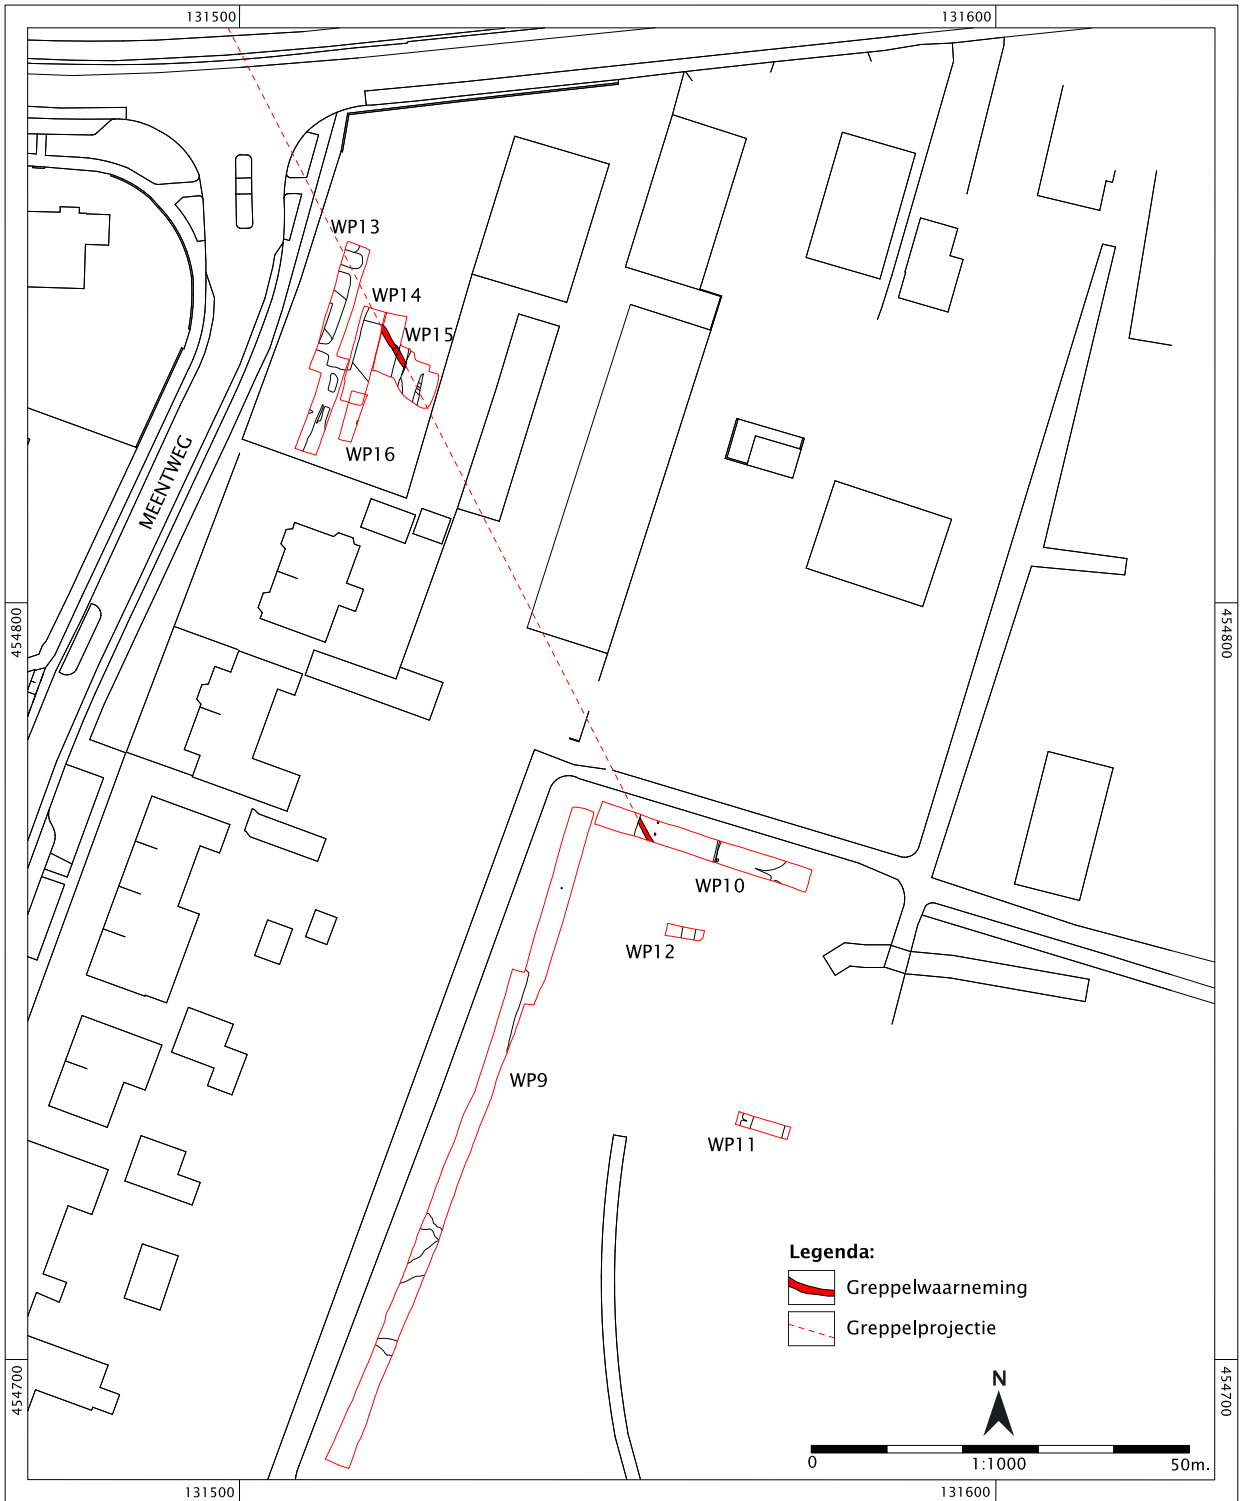 131500
131600
WP13
WP14
WP15
WP16
MEENTWEG
454800
454800
WP10
WP12
WP9
WP11
Legenda:
Greppelwaarneming
Greppelprojectie
454700
454700
N
0
1:1000
50m.
131500
131600